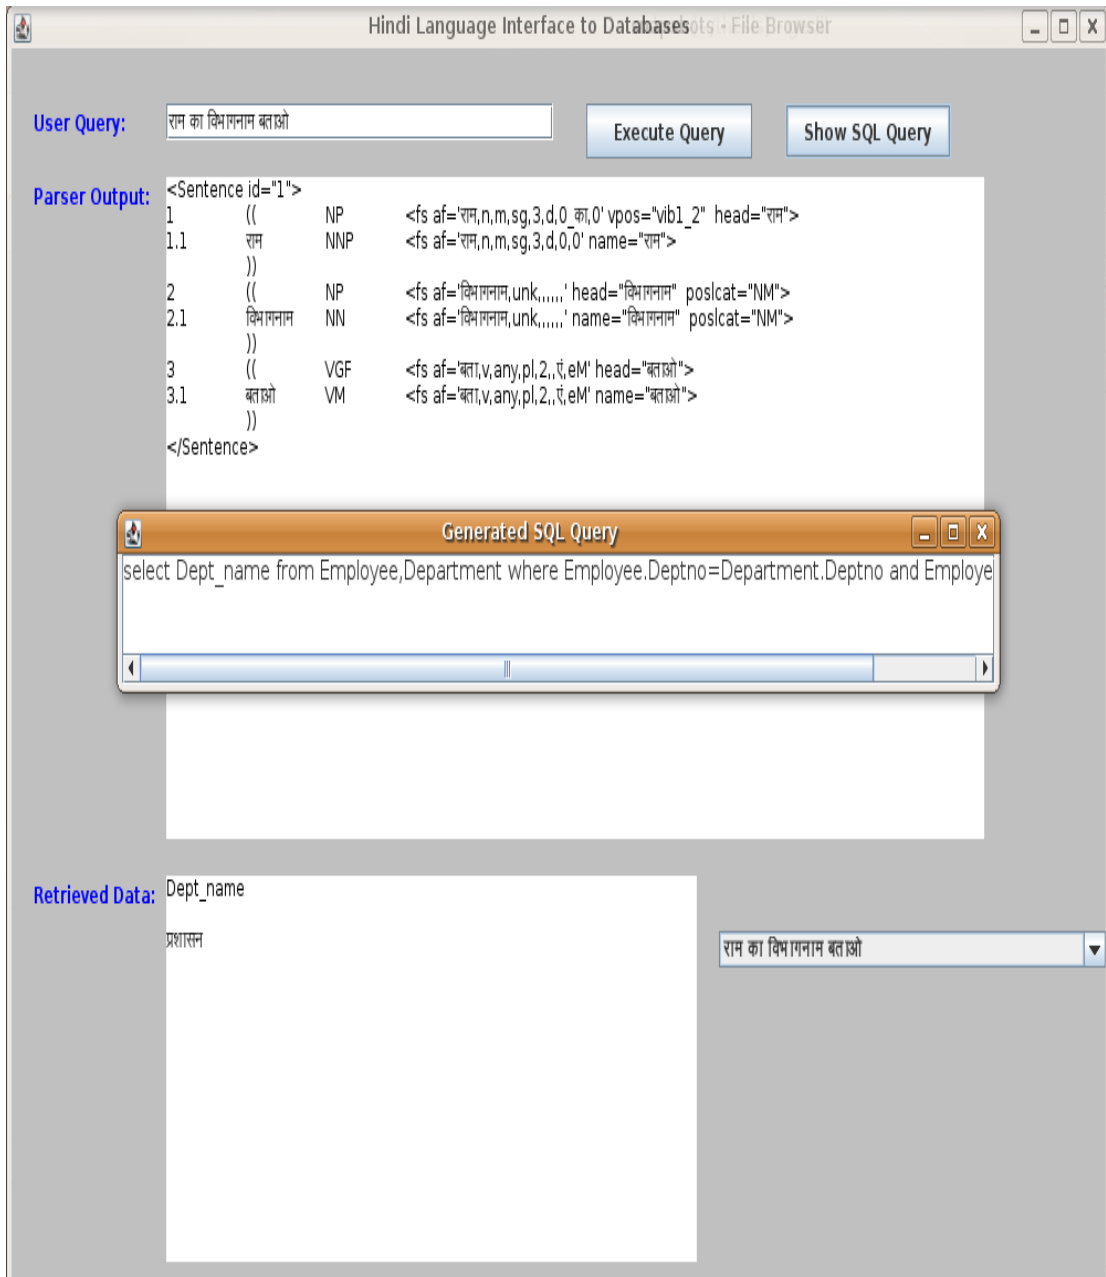 Hindi Language Interface to Databases - File Browser
User Query: राम का विभागनाम बताओ Execute Query Show SQL Query
Parser Output:
<Sentence id="1">
1 (( NP <fs af='राम,n,m,sg,3,d,0_का,0' vpos="vib1_2" head="राम">
1.1 राम NNP <fs af='राम,n,m,sg,3,d,0,0' name="राम">
))
2 (( NP <fs af='विभागनाम,unk,,,,,,' head="विभागनाम" poslcat="NM">
2.1 विभागनाम NN <fs af='विभागनाम,unk,,,,,,' name="विभागनाम" poslcat="NM">
))
3 (( VGF <fs af='बता,v,any,pl,2,,एं,eM' head="बताओ">
3.1 बताओ VM <fs af='बता,v,any,pl,2,,एं,eM' name="बताओ">
))
</Sentence>
Generated SQL Query
select Dept_name from Employee,Department where Employee.Deptno=Department.Deptno and Employe
Retrieved Data:
Dept_name
प्रशासन
राम का विभागनाम बताओ